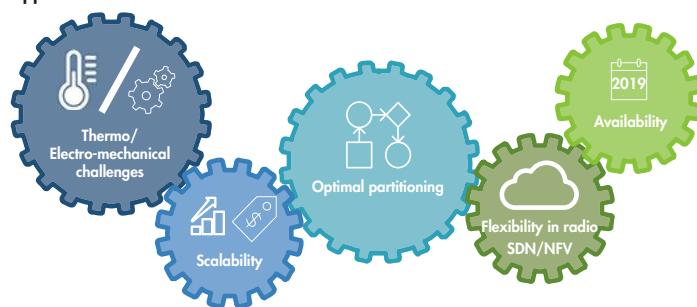 Thermo/
Electro-mechanical
challenges
$
Scalability
Optimal partitioning
Flexibility in radio
SDN/NFV
2019
Availability